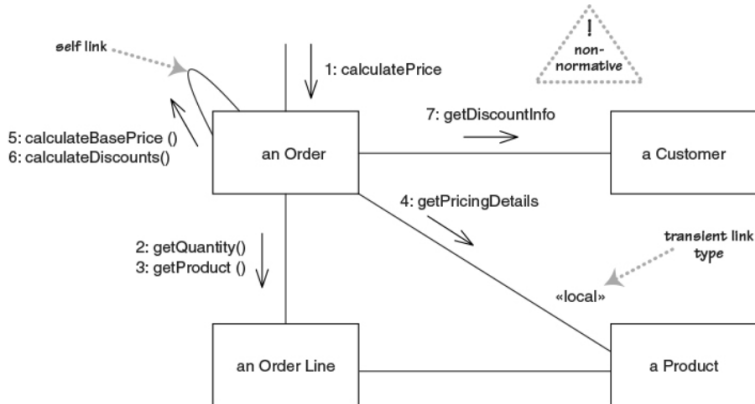 self link
1: calculatePrice
!
non-
normative
5: calculateBasePrice ()
6: calculateDiscounts()
an Order
7: getDiscountInfo
a Customer
4: getPricingDetails
2: getQuantity()
3: getProduct ()
transient link
type
«local»
an Order Line
a Product